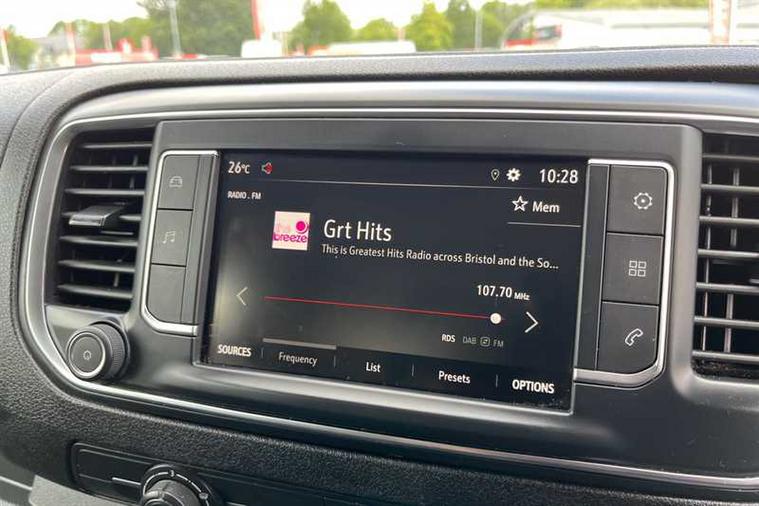 26°C
10:28
RADIO . FM
Mem
the breeze
Grt Hits
This is Greatest Hits Radio across Bristol and the So...
107.70 MHz
RDS DAB FM
SOURCES Frequency List Presets OPTIONS